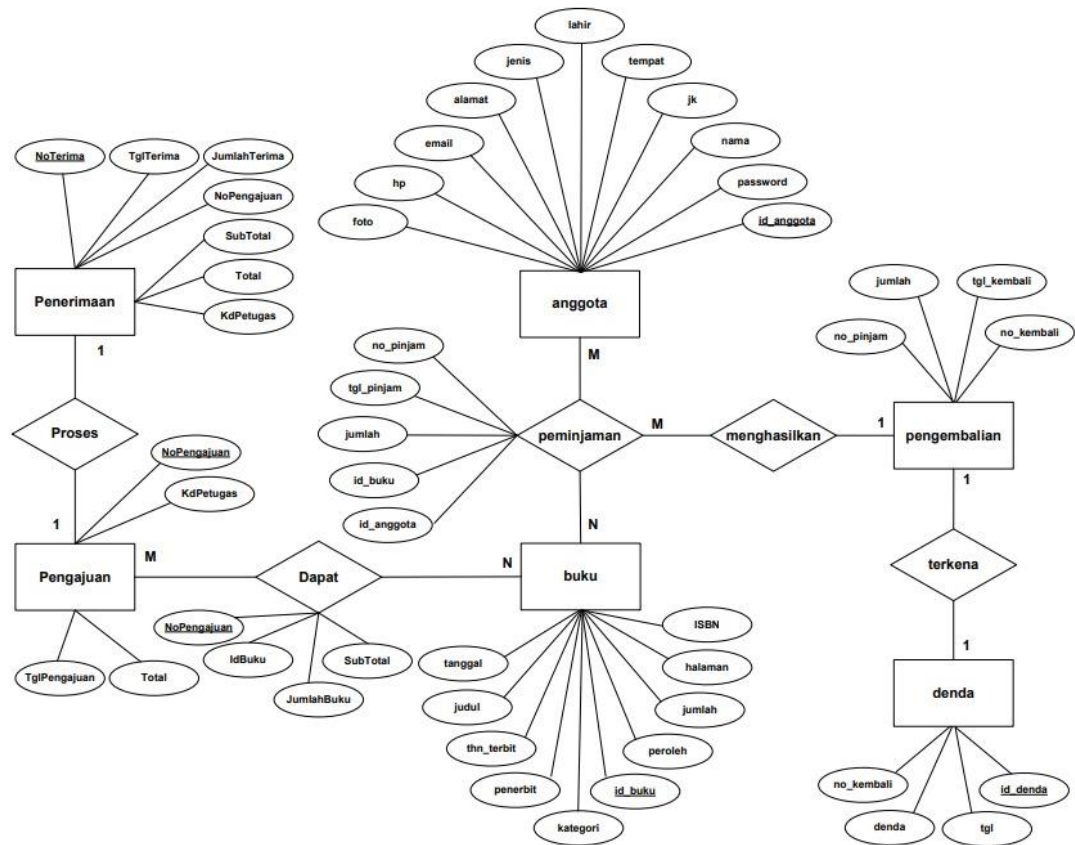 lahir
jenis
tempat
alamat
jk
email
nama
hp
password
foto
id_anggota
anggota
NoTerima
TglTerima
JumlahTerima
NoPengajuan
SubTotal
Total
KdPetugas
Penerimaan
1
Proses
1
NoPengajuan
KdPetugas
Pengajuan
TglPengajuan
Total
M
Dapat
N
NoPengajuan
IdBuku
JumlahBuku
SubTotal
M
no_pinjam
tgl_pinjam
jumlah
id_buku
id_anggota
peminjaman
N
buku
tanggal
judul
thn_terbit
penerbit
kategori
id_buku
peroleh
jumlah
halaman
ISBN
M
menghasilkan
1
jumlah
tgl_kembali
no_pinjam
no_kembali
pengembalian
1
terkena
1
denda
no_kembali
denda
tgl
id_denda